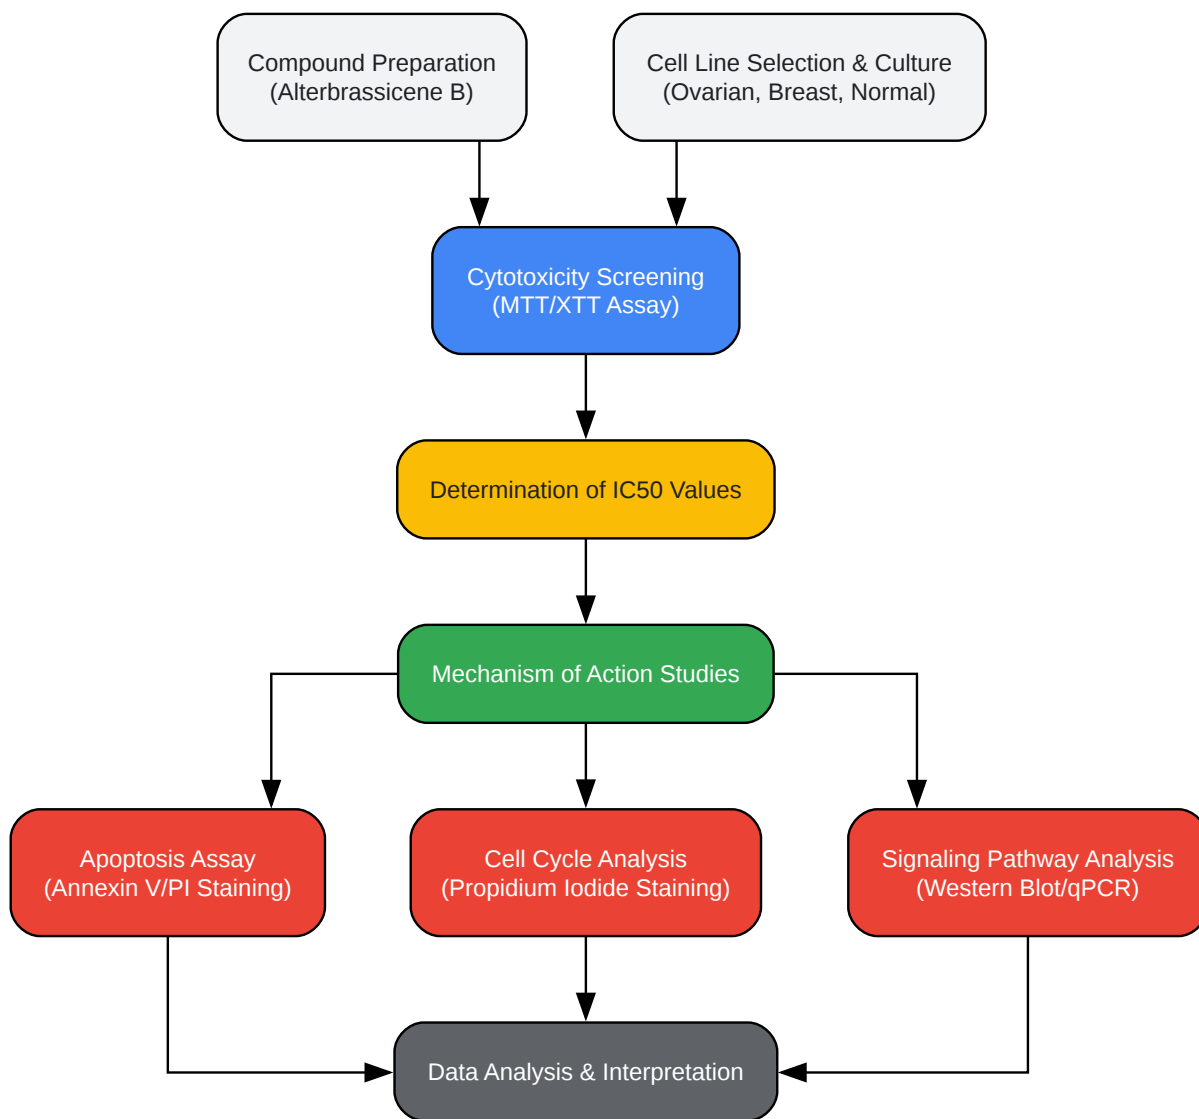 Compound Preparation
(Alterbrassicene B)
Cell Line Selection & Culture
(Ovarian, Breast, Normal)
Cytotoxicity Screening
(MTT/XTT Assay)
Determination of IC50 Values
Mechanism of Action Studies
Apoptosis Assay
(Annexin V/PI Staining)
Cell Cycle Analysis
(Propidium Iodide Staining)
Signaling Pathway Analysis
(Western Blot/qPCR)
Data Analysis & Interpretation